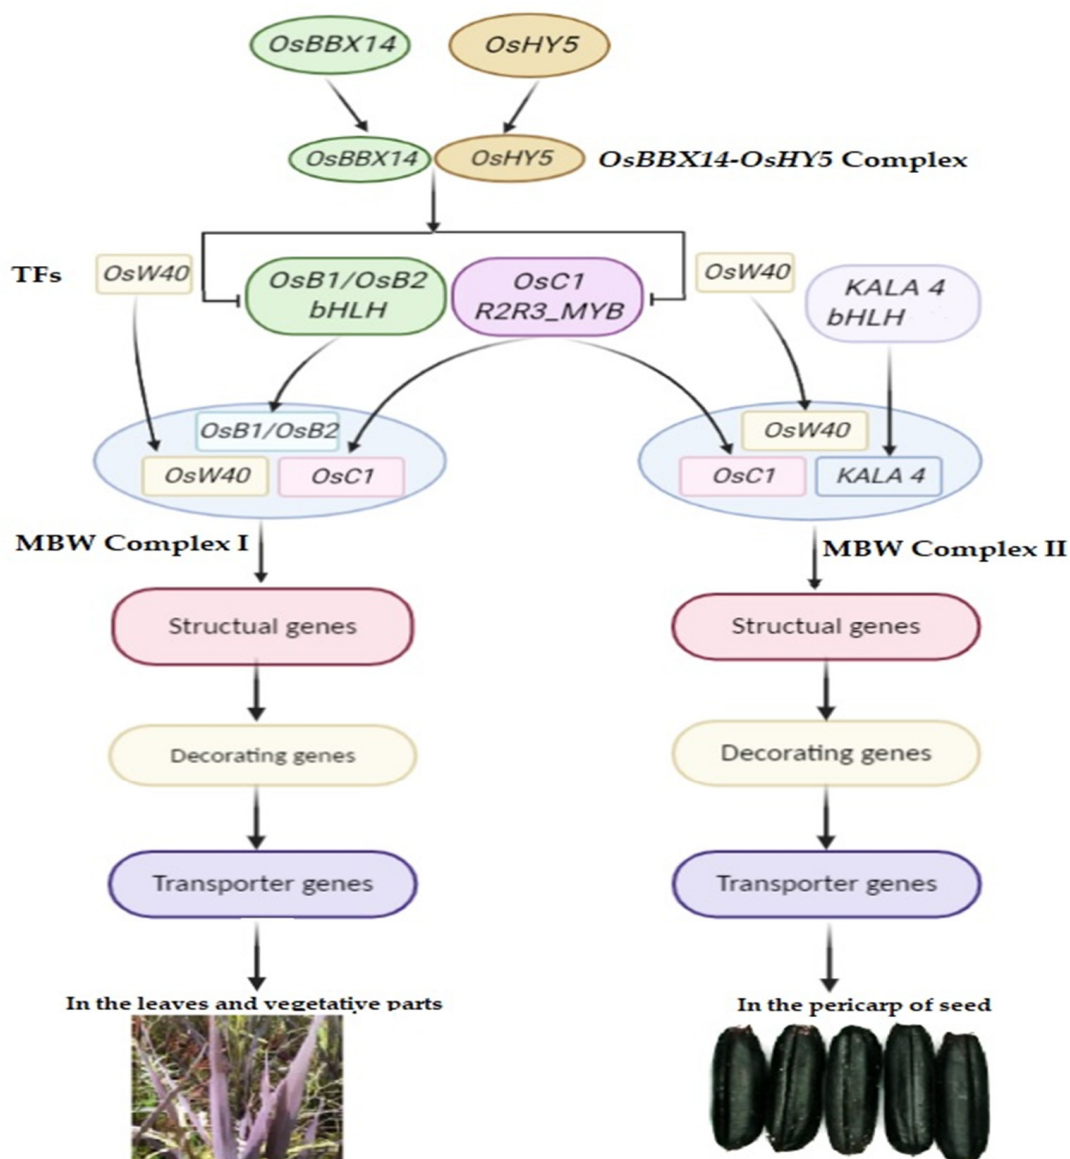 OsBBX14
OsHY5
OsBBX14
OsHY5
OsBBX14-OsHY5 Complex
TFs
OsW40
OsB1/OsB2
bHLH
OsC1
R2R3_MYB
OsW40
KALA 4
bHLH
OsB1/OsB2
OsW40
OsC1
OsW40
OsC1
KALA 4
MBW Complex I
MBW Complex II
Structual genes
Structual genes
Decorating genes
Decorating genes
Transporter genes
Transporter genes
In the leaves and vegetative parts
In the pericarp of seed